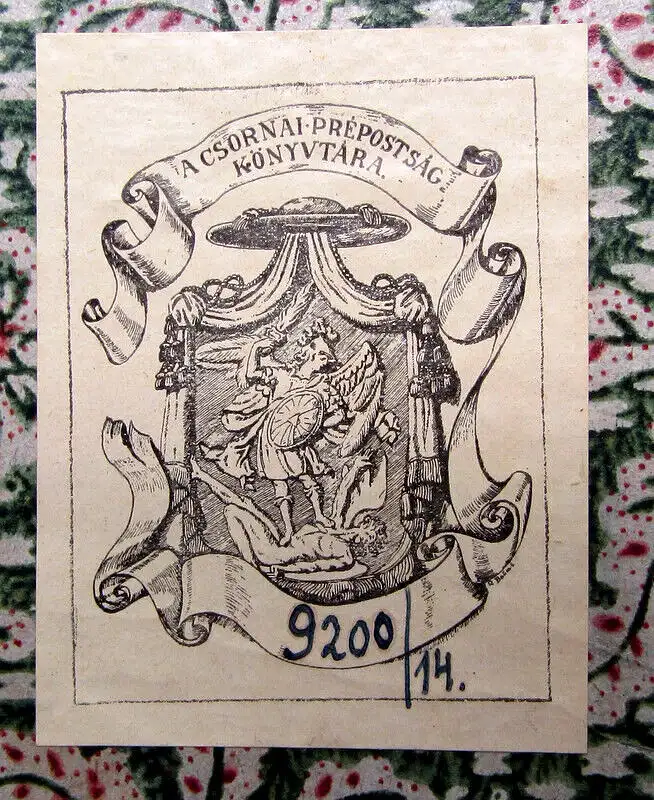 A CSORNAI·PRÉPOSTSÁG
KÖNYVTÁRA.
9200/14.